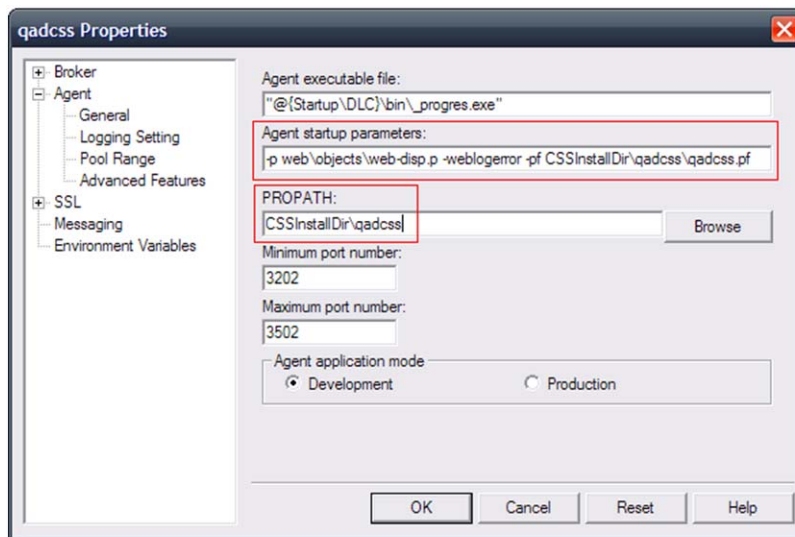 qadcss Properties
Broker
Agent
General
Logging Setting
Pool Range
Advanced Features
SSL
Messaging
Environment Variables
Agent executable file:
"@{Startup\DLC}\bin\_progres.exe"
Agent startup parameters:
-p web\objects\web-disp.p -weblogerror -pf CSSInstallDir\qadcss\qadcss.pf
PROPATH:
CSSInstallDir\qadcss
Browse
Minimum port number:
3202
Maximum port number:
3502
Agent application mode
Development Production
OK Cancel Reset Help